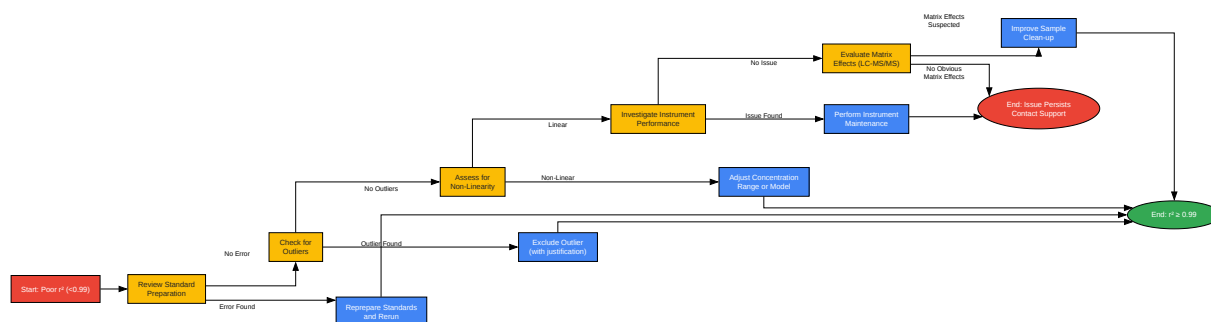 Matrix Effects
Suspected
Improve Sample
Clean-up
Evaluate Matrix
Effects (LC-MS/MS)
No Issue
No Obvious
Matrix Effects
End: Issue Persists
Contact Support
Investigate Instrument
Performance
Issue Found
Perform Instrument
Maintenance
Linear
Assess for
Non-Linearity
Non-Linear
Adjust Concentration
Range or Model
No Outliers
End: r² ≥ 0.99
Check for
Outliers
Outlier Found
Exclude Outlier
(with justification)
No Error
Start: Poor r² (<0.99)
Review Standard
Preparation
Error Found
Reprepare Standards
and Rerun